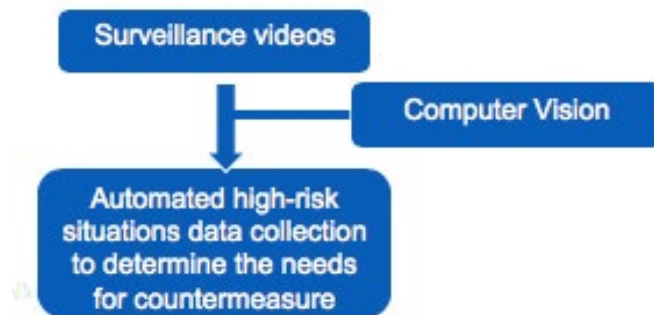 Surveillance videos
Computer Vision
Automated high-risk
situations data collection
to determine the needs
for countermeasure